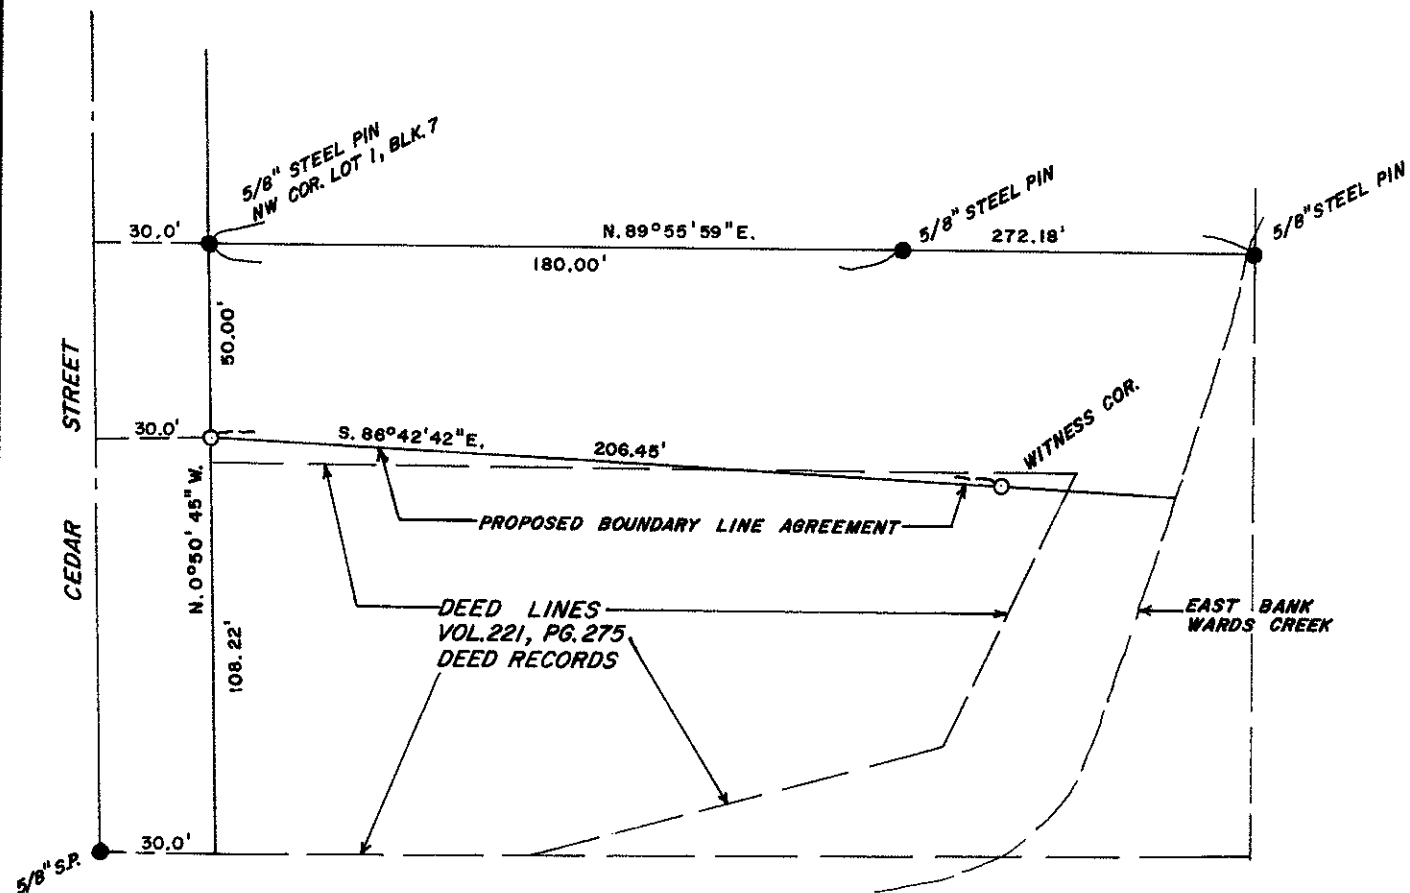 5/8" STEEL PIN
NW COR. LOT 1, BLK. 7
5/8" STEEL PIN
5/8" STEEL PIN
30.0'
N. 89°55'59"E.
272.18'
180.00'
50.00'
CEDAR STREET
30.0'
S. 86°42'42"E.
206.45'
WITNESS COR.
N. 0°50'45" W.
PROPOSED BOUNDARY LINE AGREEMENT
DEED LINES
VOL. 221, PG. 275
DEED RECORDS
EAST BANK
WARDS CREEK
108.22'
30.0'
5/8" S.P.